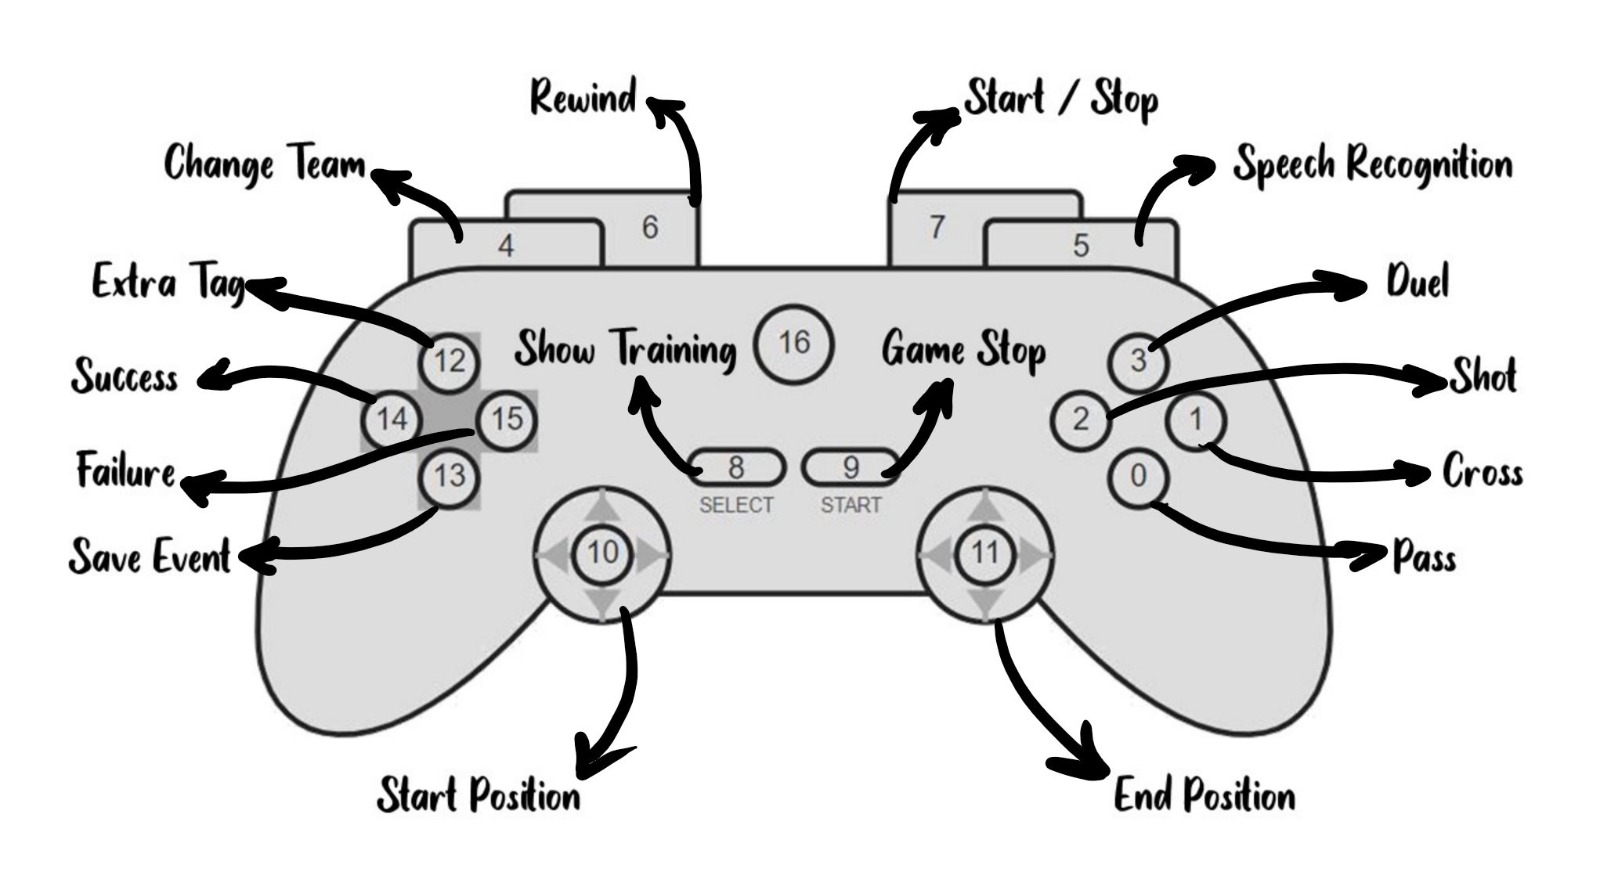 Rewind
Start / Stop
Change Team
Speech Recognition
6
7
4
5
Extra Tag
Duel
Show Training
16
Game Stop
12
3
Success
Shot
14
15
2
1
Failure
8
9
13
0
Cross
SELECT
START
Save Event
10
11
Pass
Start Position
End Position